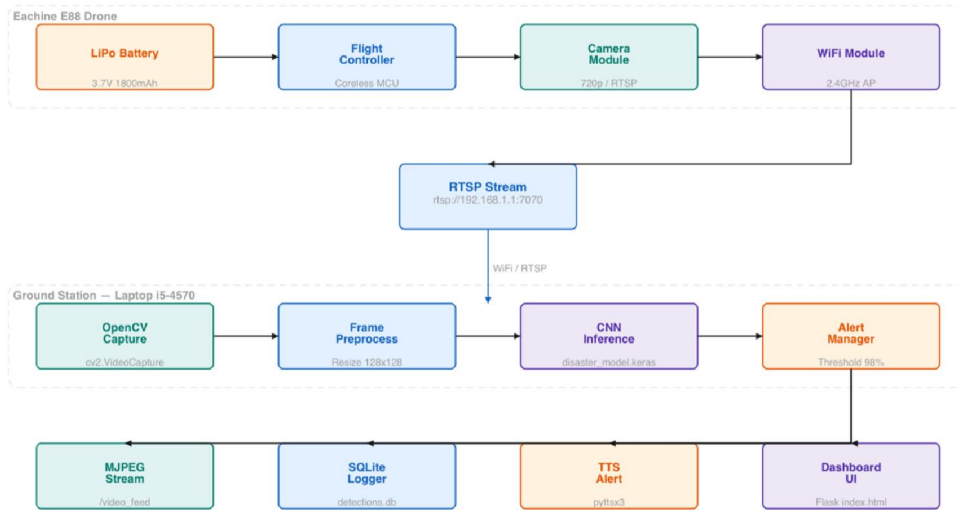 Eachine E88 Drone
LiPo Battery
3.7V 1800mAh
Flight
Controller
Coreless MCU
Camera
Module
720p / RTSP
WiFi Module
2.4GHz AP
RTSP Stream
rtsp://192.168.1.1:7070
WiFi / RTSP
Ground Station — Laptop i5-4570
OpenCV
Capture
cv2.VideoCapture
Frame
Preprocess
Resize 128x128
CNN
Inference
disaster_model.keras
Alert
Manager
Threshold 98%
MJPEG
Stream
/video_feed
SQLite
Logger
detections.db
TTS
Alert
pyttsx3
Dashboard
UI
Flask index.html